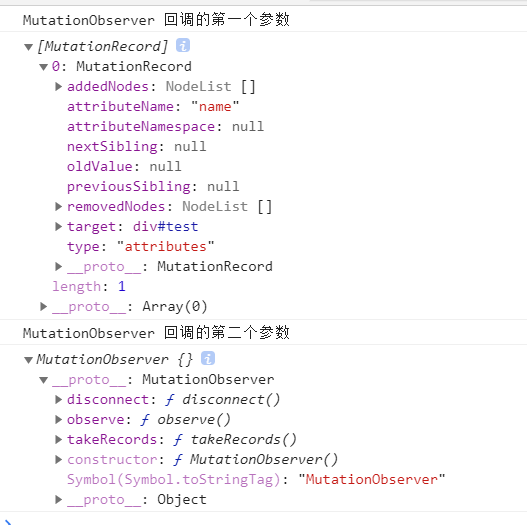 MutationObserver 回调的第一个参数
▼[MutationRecord] i
▼0: MutationRecord
▶addedNodes: NodeList []
attributeName: "name"
attributeNamespace: null
nextSibling: null
oldValue: null
previousSibling: null
▶removedNodes: NodeList []
▶target: div#test
type: "attributes"
▶__proto__: MutationRecord
length: 1
▶__proto__: Array(0)
MutationObserver 回调的第二个参数
▼MutationObserver {} i
▼__proto__: MutationObserver
▶disconnect: ƒ disconnect()
▶observe: ƒ observe()
▶takeRecords: ƒ takeRecords()
▶constructor: ƒ MutationObserver()
Symbol(Symbol.toStringTag): "MutationObserver"
▶__proto__: Object